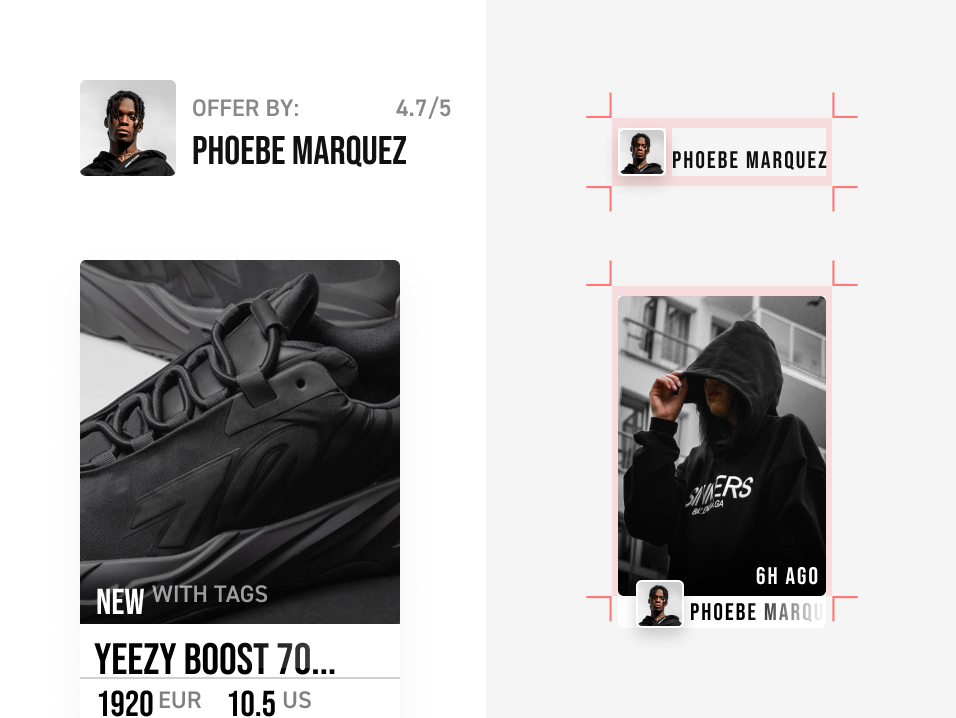 OFFER BY: 4.7/5
PHOEBE MARQUEZ
NEW WITH TAGS
YEEZY BOOST 70...
1920 EUR 10.5 US
PHOEBE MARQUEZ
SINNERS
BALENCIAGA
6H AGO
PHOEBE MARQU